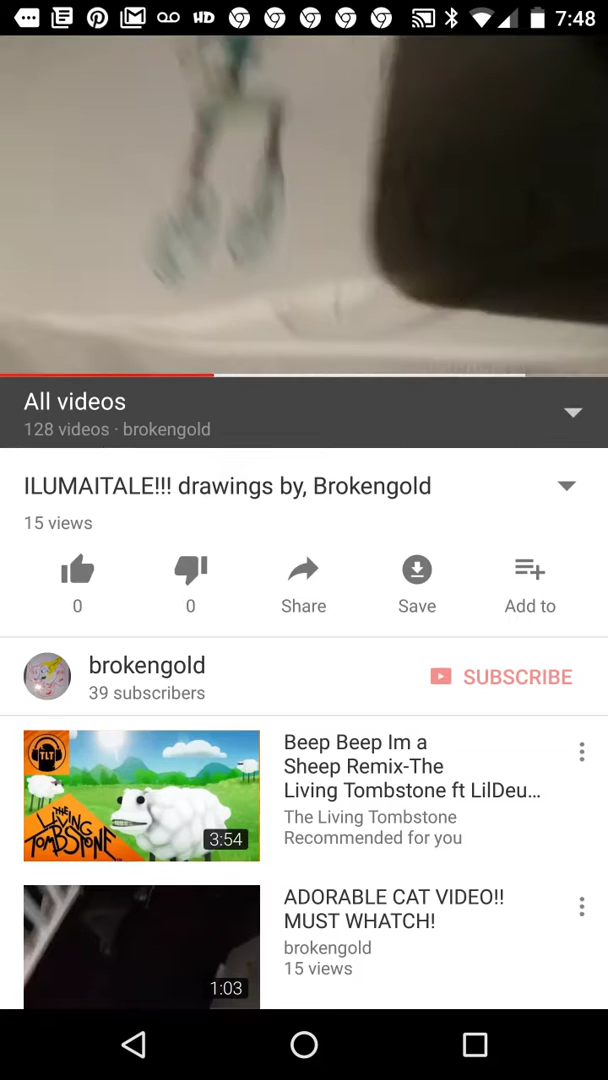 HD
7:48
All videos
128 videos · brokengold
ILUMAITALE!!! drawings by, Brokengold
15 views
0
0
Share
Save
Add to
brokengold
39 subscribers
SUBSCRIBE
TLT
THE
LIVING
TOMBSTONE
3:54
Beep Beep Im a
Sheep Remix-The
Living Tombstone ft LilDeu...
The Living Tombstone
Recommended for you
1:03
ADORABLE CAT VIDEO!!
MUST WHATCH!
brokengold
15 views